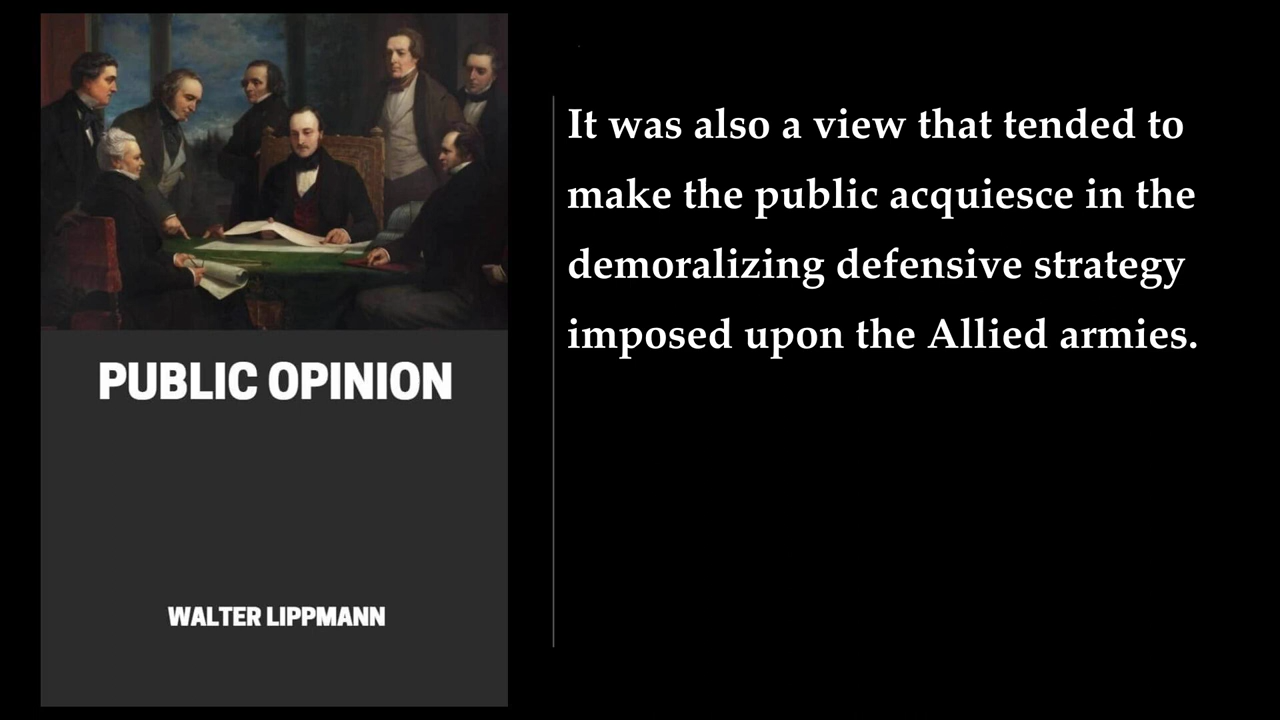 PUBLIC OPINION
WALTER LIPPMANN
It was also a view that tended to
make the public acquiesce in the
demoralizing defensive strategy
imposed upon the Allied armies.